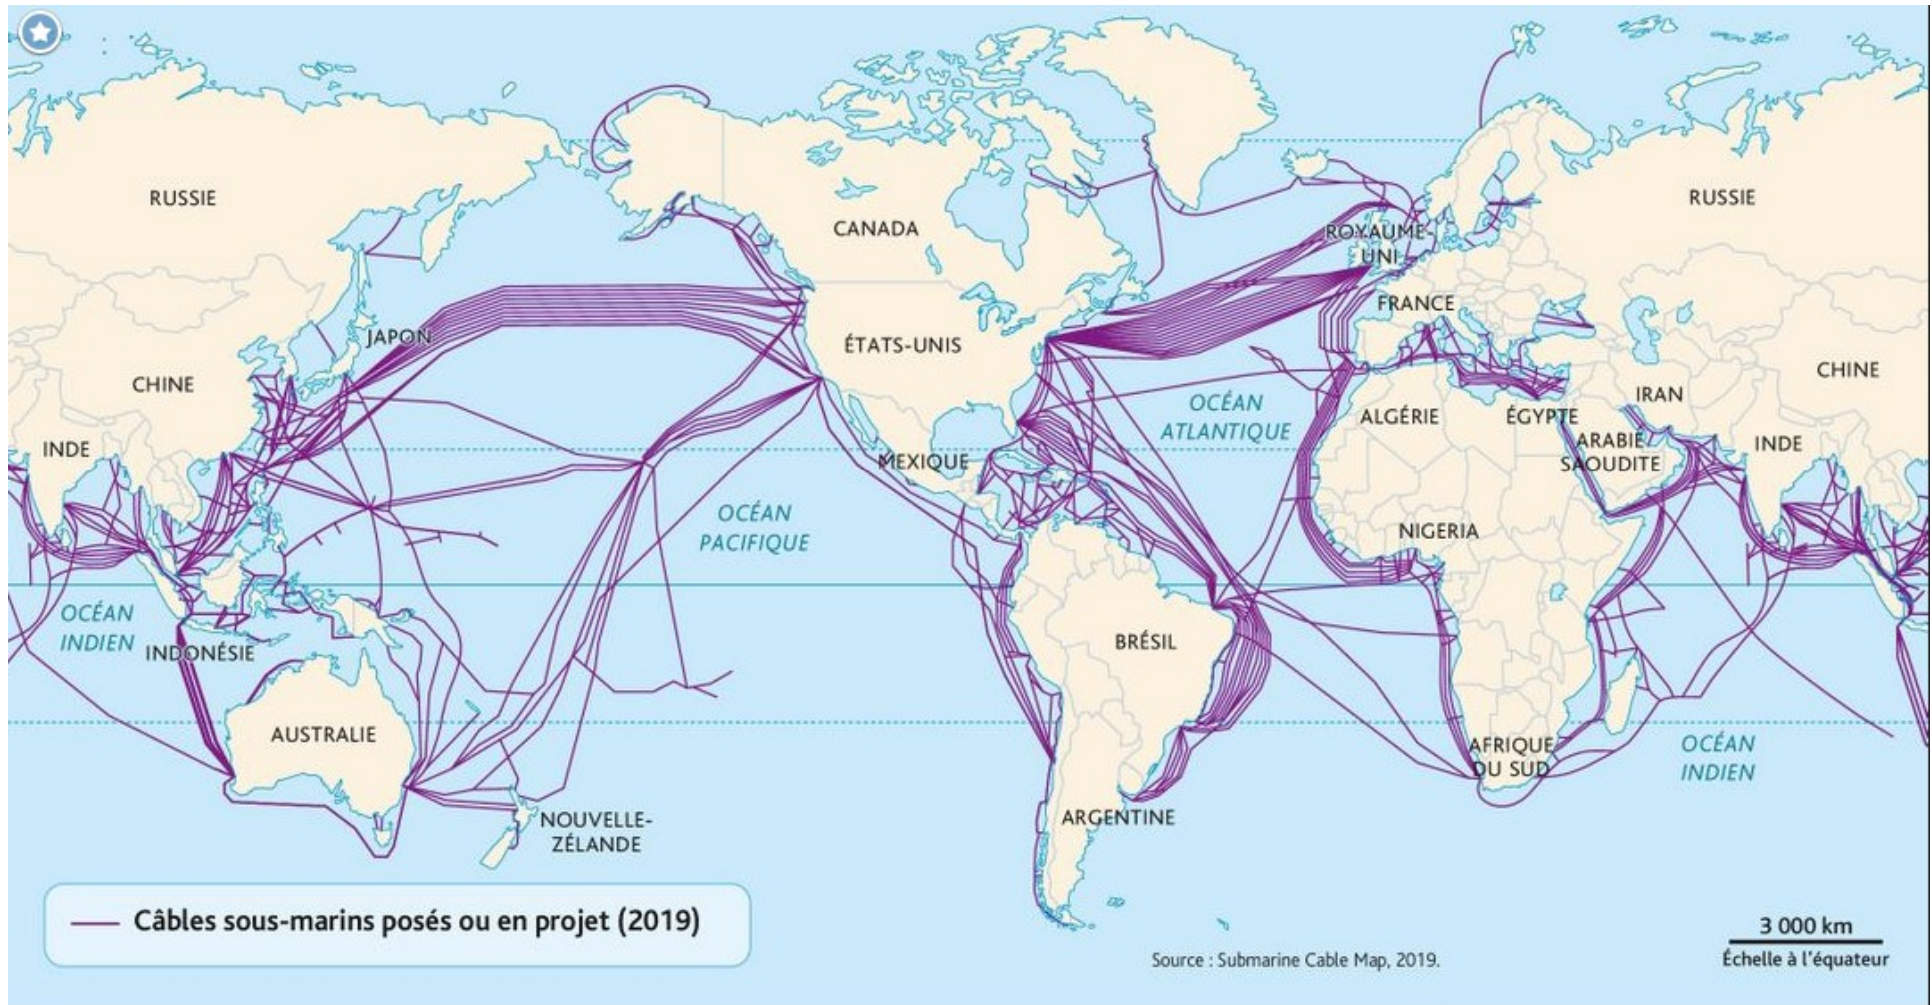 RUSSIE
CANADA
ROYAUME-
UNI
RUSSIE
JAPON
FRANCE
ÉTATS-UNIS
CHINE
CHINE
OCÉAN
ATLANTIQUE
IRAN
ALGÉRIE
ÉGYPTE
INDE
ARABIE
SAOUDITE
INDE
MEXIQUE
OCÉAN
PACIFIQUE
NIGERIA
OCÉAN
INDIEN
INDONÉSIE
BRÉSIL
AUSTRALIE
AFRIQUE
DU SUD
OCÉAN
INDIEN
NOUVELLE-
ZÉLANDE
ARGENTINE
Câbles sous-marins posés ou en projet (2019)
3 000 km
Échelle à l'équateur
Source : Submarine Cable Map, 2019.